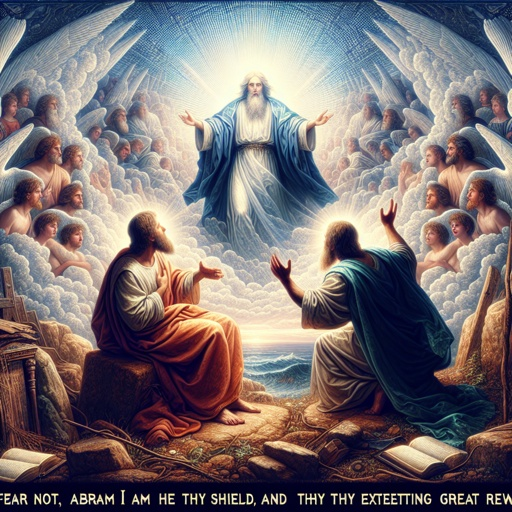 FEAR NOT, ABRAM I AM HE THY SHIELD, AND THY THY EXTEETTING GREAT REW